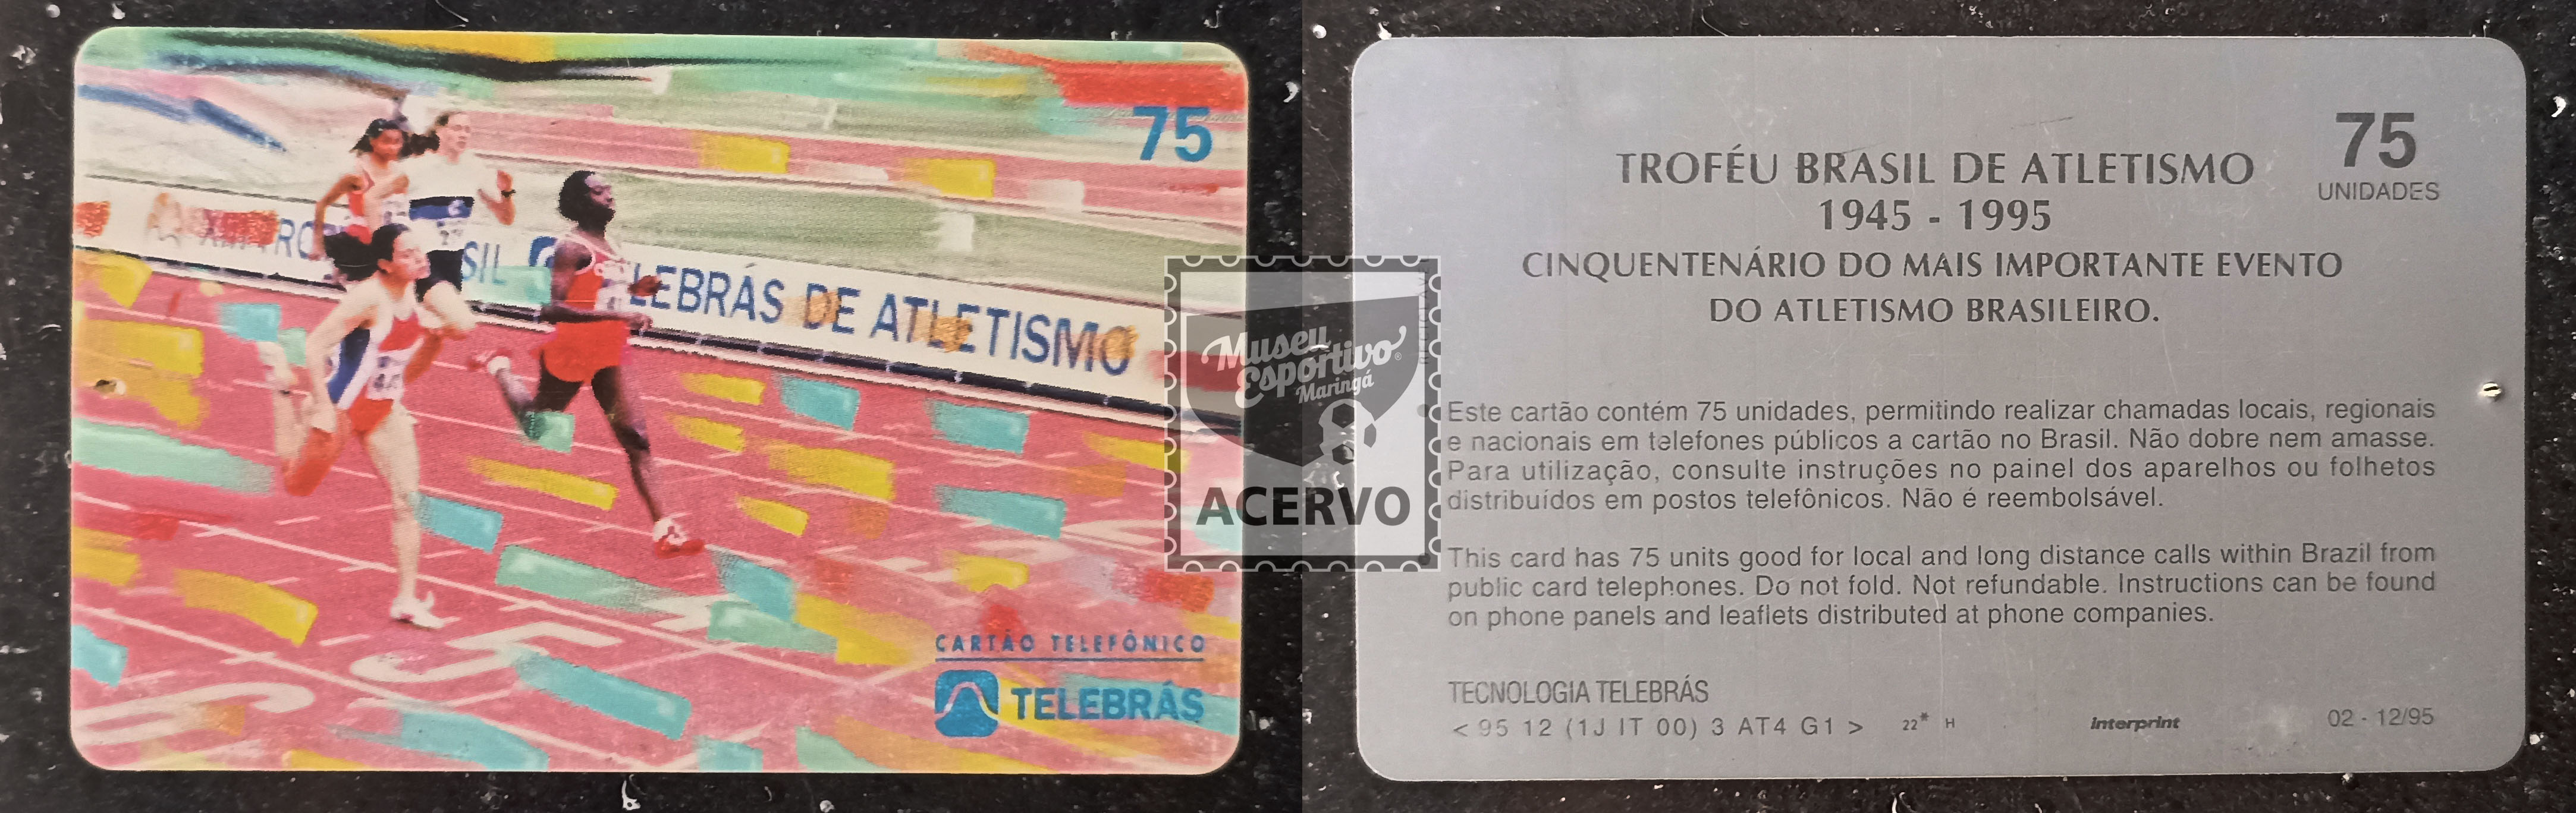 75
SIL TELEBRÁS DE ATLETISMO
CARTÃO TELEFÔNICO
TELEBRÁS
Museu
Esportivo
Maringá
ACERVO
75
UNIDADES
TROFÉU BRASIL DE ATLETISMO
1945 - 1995
CINQUENTENÁRIO DO MAIS IMPORTANTE EVENTO
DO ATLETISMO BRASILEIRO.
Este cartão contém 75 unidades, permitindo realizar chamadas locais, regionais
e nacionais em telefones públicos a cartão no Brasil. Não dobre nem amasse.
Para utilização, consulte instruções no painel dos aparelhos ou folhetos
distribuídos em postos telefônicos. Não é reembolsável.
This card has 75 units good for local and long distance calls within Brazil from
public card telephones. Do not fold. Not refundable. Instructions can be found
on phone panels and leaflets distributed at phone companies.
TECNOLOGIA TELEBRÁS
< 95 12 (1J IT 00) 3 AT4 G1 > 22* H interprint 02 - 12/95